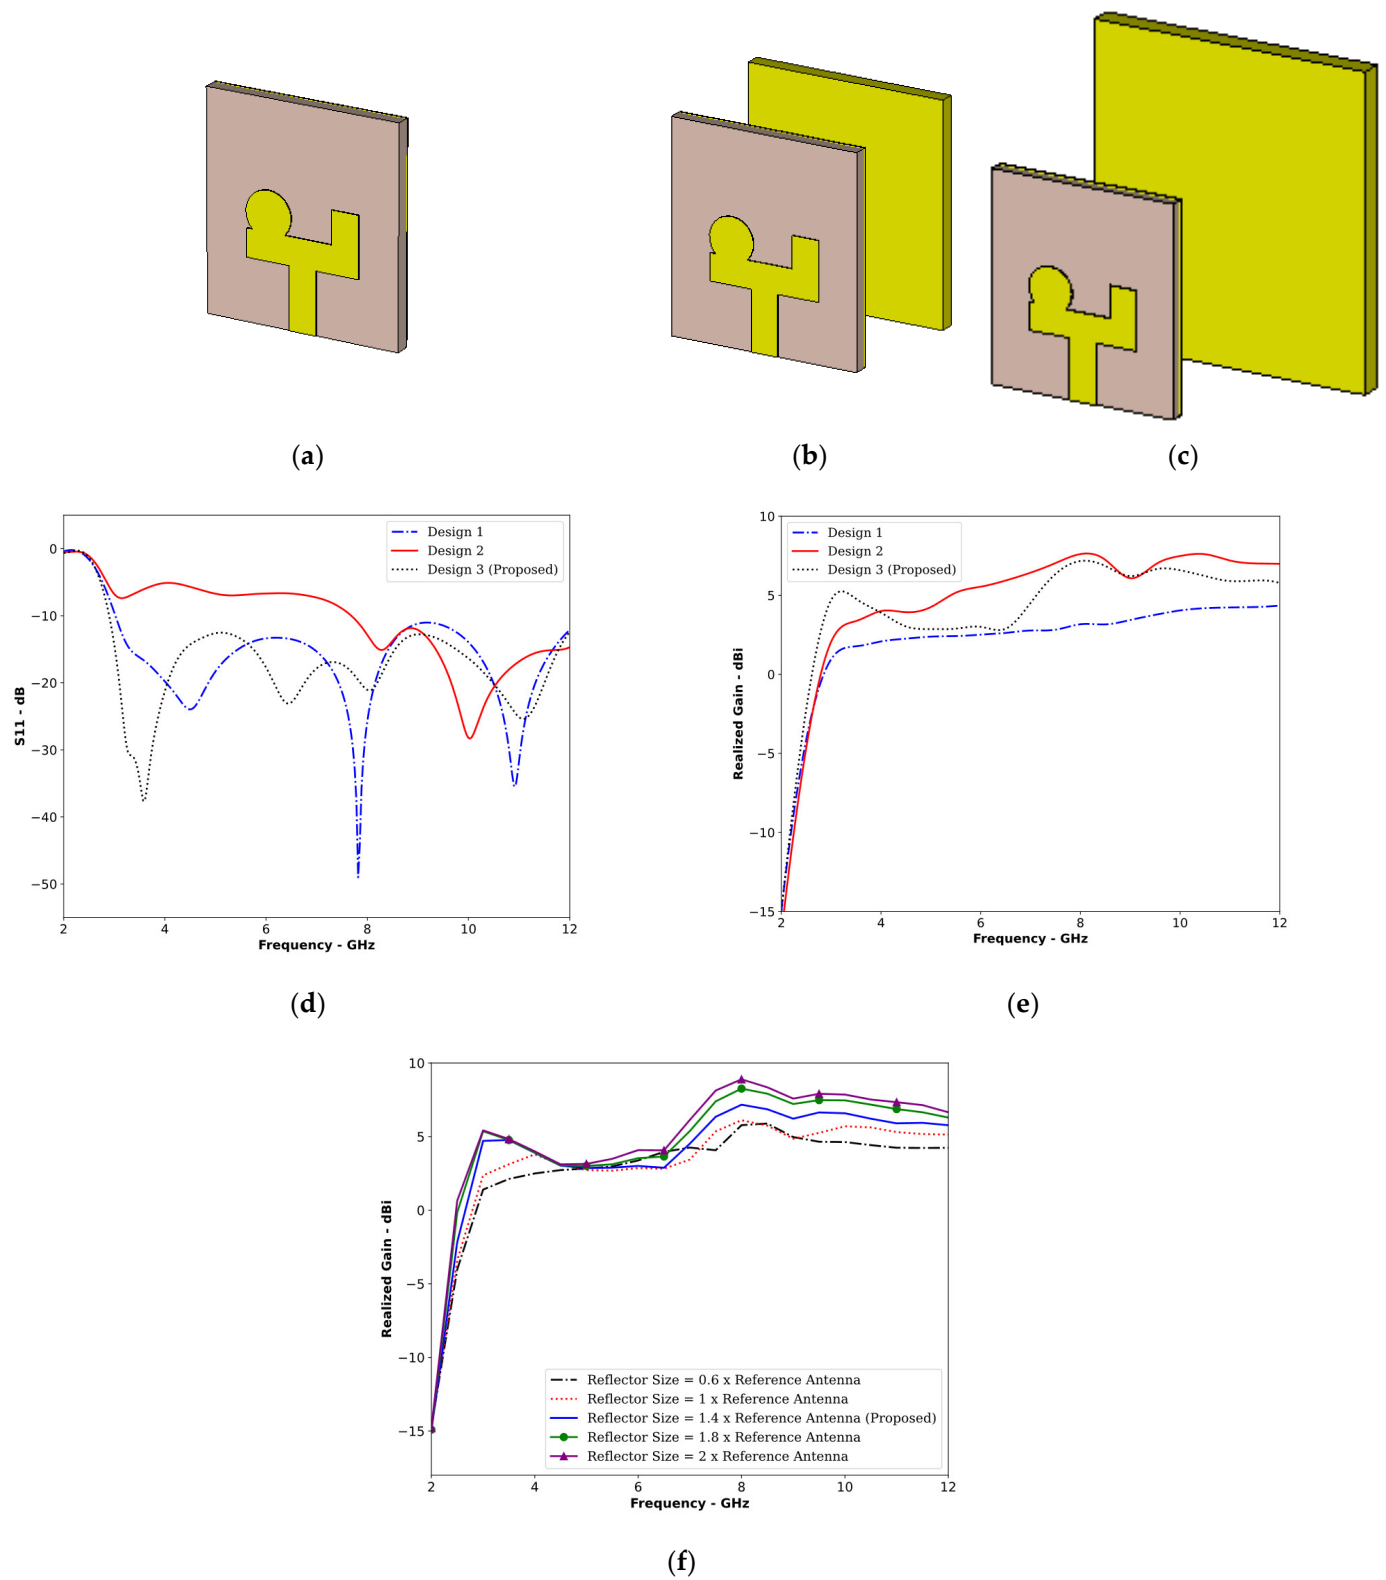 (a)
(b)
(c)
Design 1
Design 2
Design 3 (Proposed)
0
−10
−20
−30
−40
−50
S11 - dB
2 4 6 8 10 12
Frequency - GHz
(d)
Design 1
Design 2
Design 3 (Proposed)
10
5
0
−5
−10
−15
Realized Gain - dBi
2 4 6 8 10 12
Frequency - GHz
(e)
10
5
0
−5
−10
−15
Realized Gain - dBi
Reflector Size = 0.6 x Reference Antenna
Reflector Size = 1 x Reference Antenna
Reflector Size = 1.4 x Reference Antenna (Proposed)
Reflector Size = 1.8 x Reference Antenna
Reflector Size = 2 x Reference Antenna
2 4 6 8 10 12
Frequency - GHz
(f)